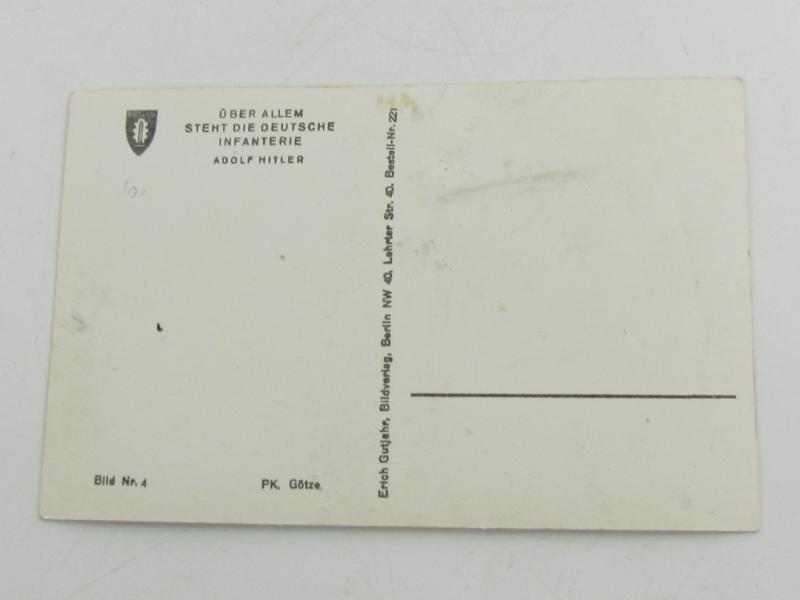 ÜBER ALLEM
STEHT DIE DEUTSCHE
INFANTERIE
ADOLF HITLER
Erich Gutjahr, Bildverlag, Berlin NW 40, Lehrter Str. 40. Bestell-Nr. 221
Bild Nr. 4
PK. Götze